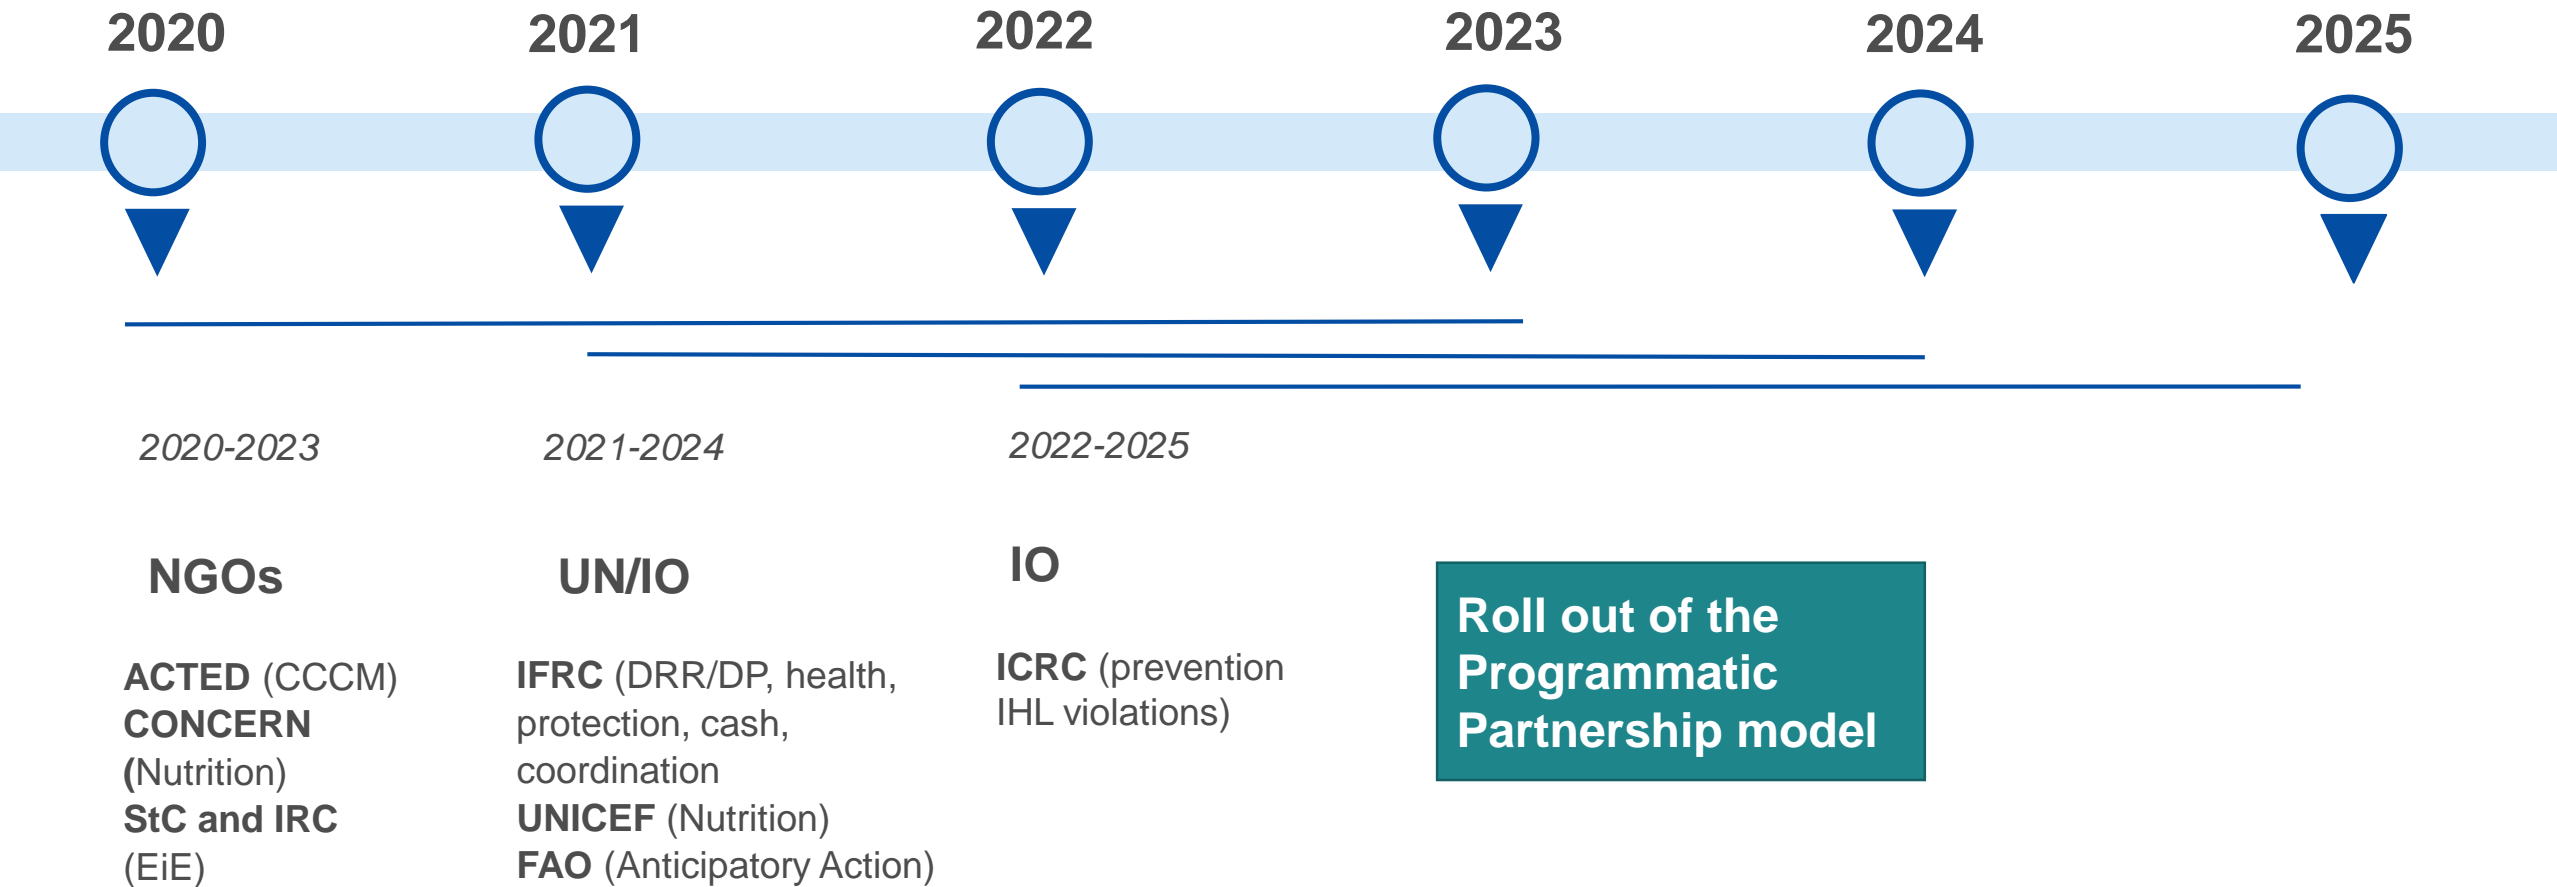 2020
2021
2022
2023
2024
2025
2020-2023
2021-2024
2022-2025
NGOs
ACTED (CCCM)
CONCERN
(Nutrition)
StC and IRC
(EiE)
UN/IO
IFRC (DRR/DP, health,
protection, cash,
coordination
UNICEF (Nutrition)
FAO (Anticipatory Action)
IO
ICRC (prevention
IHL violations)
Roll out of the
Programmatic
Partnership model